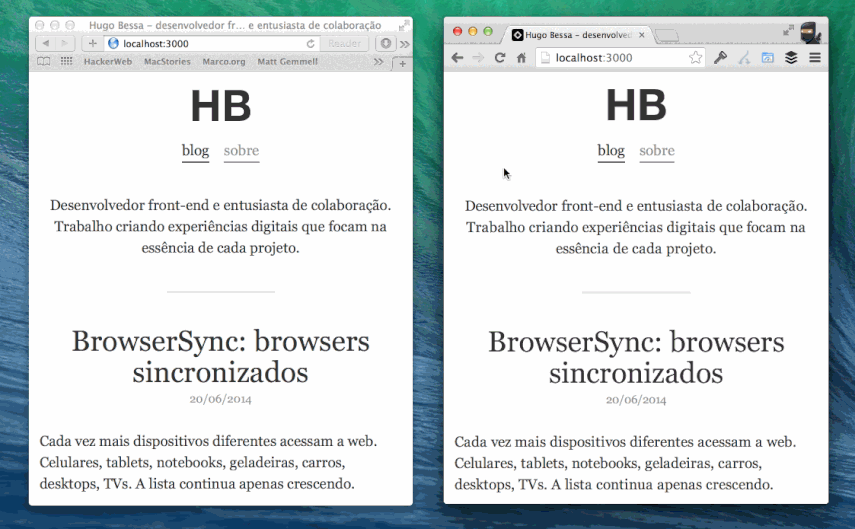 Hugo Bessa – desenvolvedor fr... e entusiasta de colaboração
localhost:3000
Reader
HackerWeb MacStories Marco.org Matt Gemmell
HB
blog sobre
Desenvolvedor front-end e entusiasta de colaboração.
Trabalho criando experiências digitais que focam na
essência de cada projeto.
BrowserSync: browsers
sincronizados
20/06/2014
Cada vez mais dispositivos diferentes acessam a web.
Celulares, tablets, notebooks, geladeiras, carros,
desktops, TVs. A lista continua apenas crescendo.
Hugo Bessa – desenvolved
localhost:3000
HB
blog sobre
Desenvolvedor front-end e entusiasta de colaboração.
Trabalho criando experiências digitais que focam na
essência de cada projeto.
BrowserSync: browsers
sincronizados
20/06/2014
Cada vez mais dispositivos diferentes acessam a web.
Celulares, tablets, notebooks, geladeiras, carros,
desktops, TVs. A lista continua apenas crescendo.